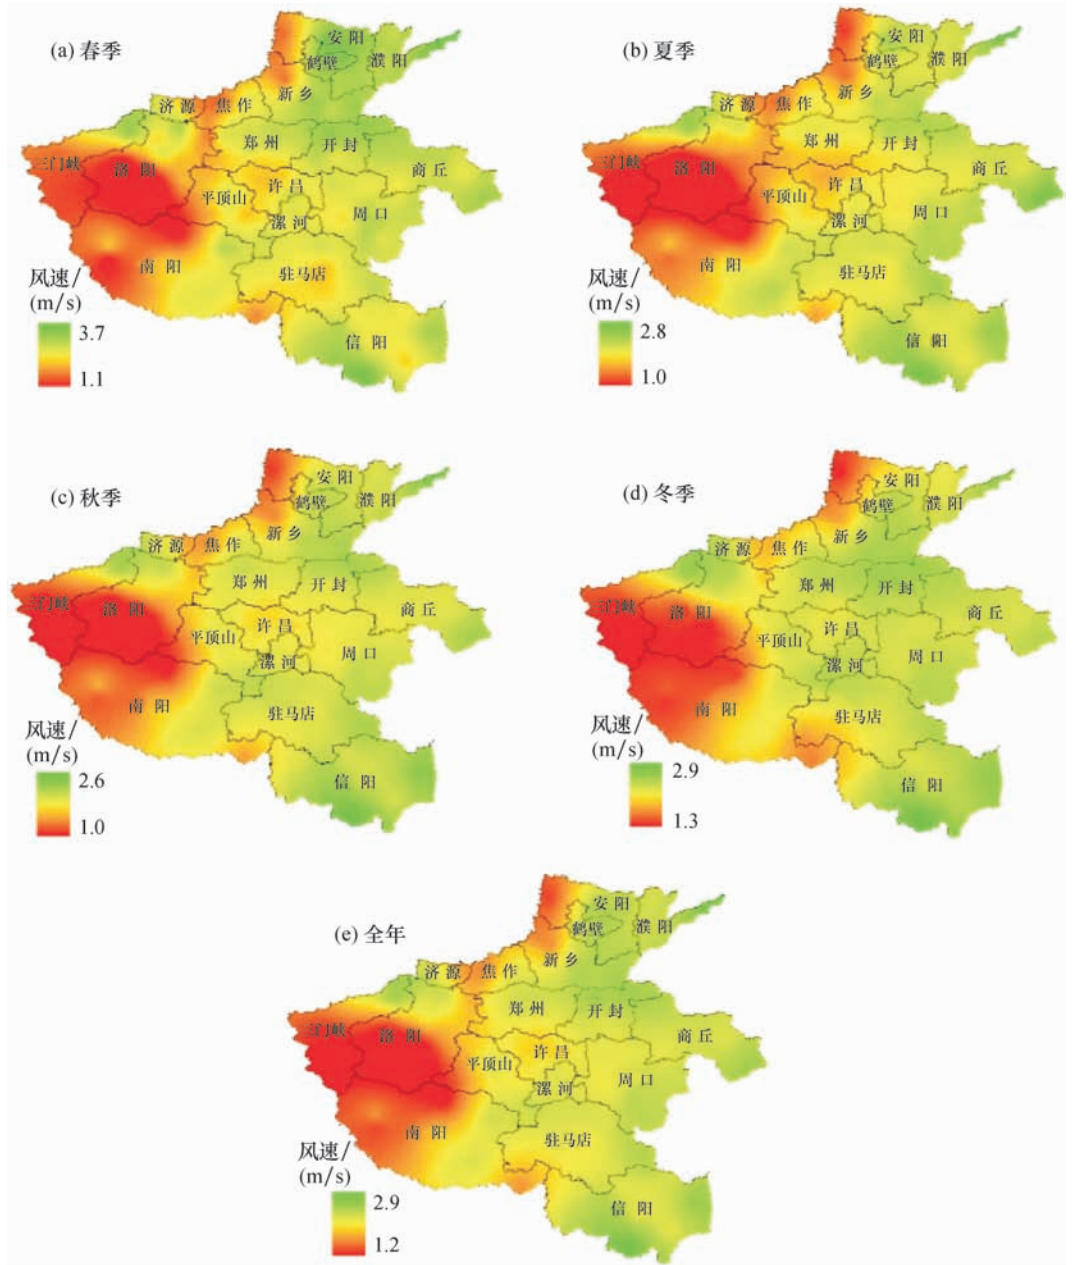 (a) 春季
安阳
鹤壁
濮阳
新乡
济源
焦作
郑州
开封
商丘
三门峡
洛阳
平顶山
许昌
漯河
周口
南阳
驻马店
信阳
风速/
(m/s)
3.7
1.1
(b) 夏季
安阳
鹤壁
濮阳
新乡
济源
焦作
郑州
开封
商丘
三门峡
洛阳
平顶山
许昌
漯河
周口
南阳
驻马店
信阳
风速/
(m/s)
2.8
1.0
(c) 秋季
安阳
鹤壁
濮阳
新乡
济源
焦作
郑州
开封
商丘
三门峡
洛阳
平顶山
许昌
漯河
周口
南阳
驻马店
信阳
风速/
(m/s)
2.6
1.0
(d) 冬季
安阳
鹤壁
濮阳
新乡
济源
焦作
郑州
开封
商丘
三门峡
洛阳
平顶山
许昌
漯河
周口
南阳
驻马店
信阳
风速/
(m/s)
2.9
1.3
(e) 全年
安阳
鹤壁
濮阳
新乡
济源
焦作
郑州
开封
商丘
三门峡
洛阳
平顶山
许昌
漯河
周口
南阳
驻马店
信阳
风速/
(m/s)
2.9
1.2